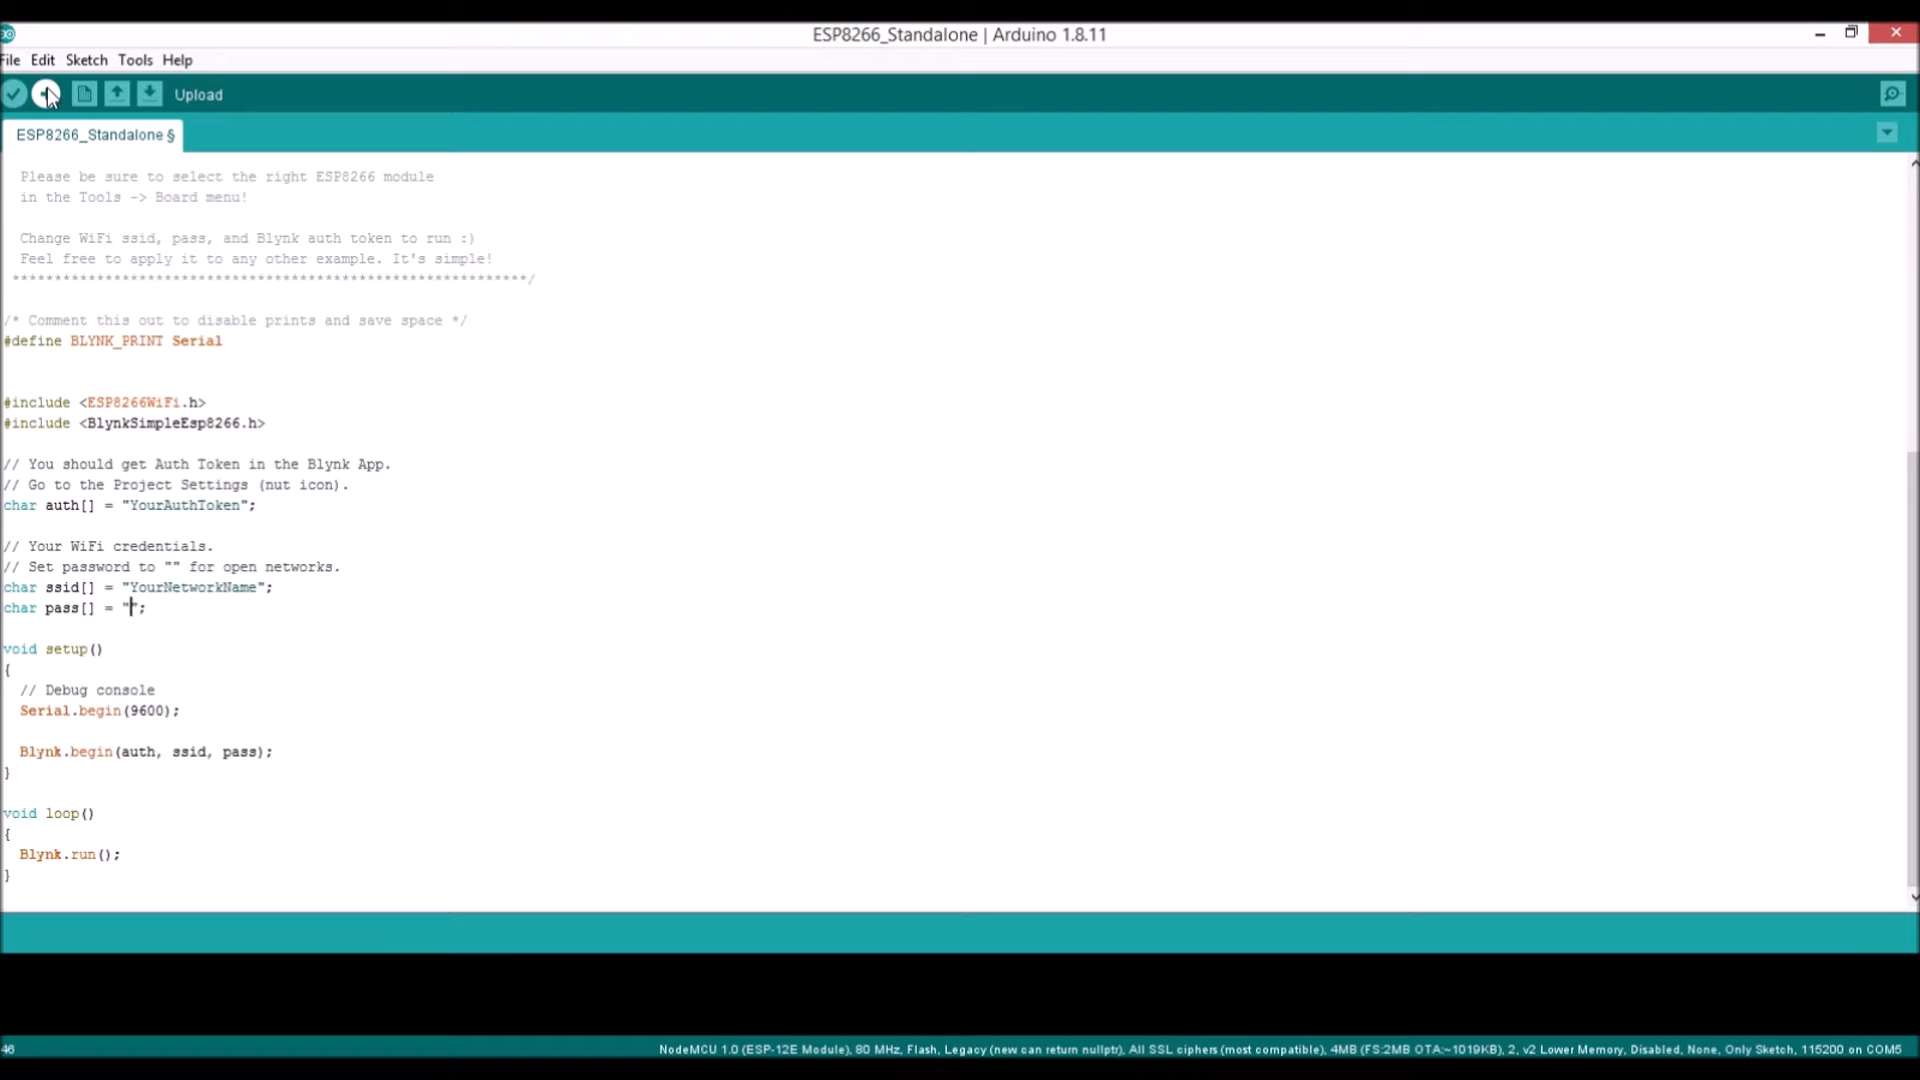 ESP8266_Standalone | Arduino 1.8.11
File Edit Sketch Tools Help
Upload
ESP8266_Standalone §
Please be sure to select the right ESP8266 module
in the Tools -> Board menu!
Change WiFi ssid, pass, and Blynk auth token to run :)
Feel free to apply it to any other example. It's simple!
*************************************************************/
/* Comment this out to disable prints and save space */
#define BLYNK_PRINT Serial
#include <ESP8266WiFi.h>
#include <BlynkSimpleEsp8266.h>
// You should get Auth Token in the Blynk App.
// Go to the Project Settings (nut icon).
char auth[] = "YourAuthToken";
// Your WiFi credentials.
// Set password to "" for open networks.
char ssid[] = "YourNetworkName";
char pass[] = "";
void setup()
{
// Debug console
Serial.begin(9600);
Blynk.begin(auth, ssid, pass);
}
void loop()
{
Blynk.run();
}
46
NodeMCU 1.0 (ESP-12E Module), 80 MHz, Flash, Legacy (new can return nullptr), All SSL ciphers (most compatible), 4MB (FS:2MB OTA:~1019KB), 2, v2 Lower Memory, Disabled, None, Only Sketch, 115200 on COM5